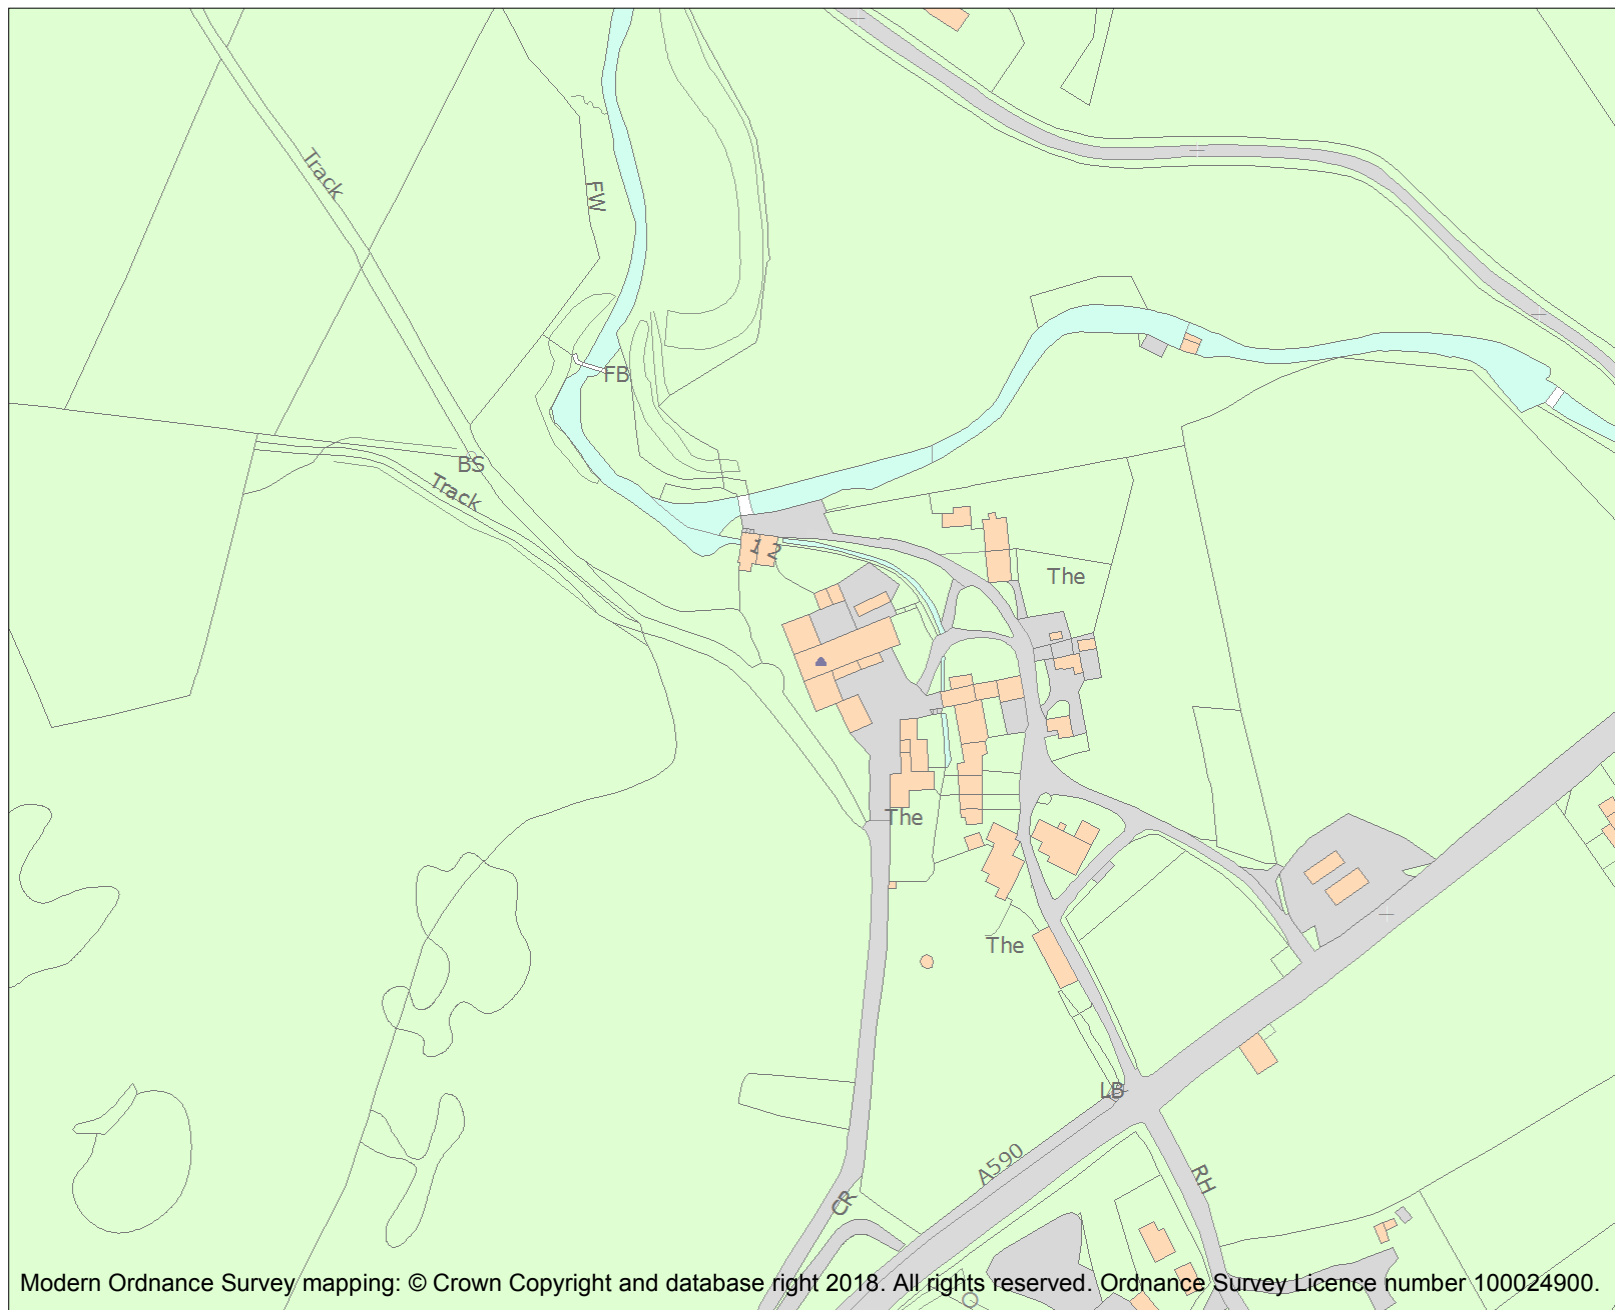 Track
FW
FB
BS
Track
1 2
The
The
The
LB
A590
RH
CR
Modern Ordnance Survey mapping: © Crown Copyright and database right 2018. All rights reserved. Ordnance Survey Licence number 100024900.